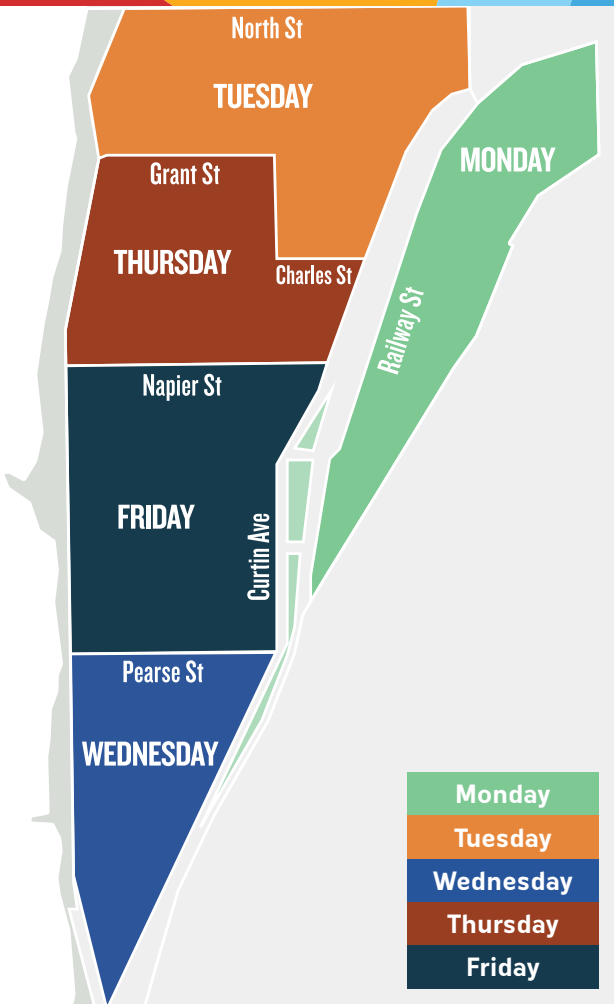 North St
TUESDAY
MONDAY
Grant St
THURSDAY
Charles St
Railway St
Napier St
FRIDAY
Curtin Ave
Pearse St
WEDNESDAY
Monday
Tuesday
Wednesday
Thursday
Friday